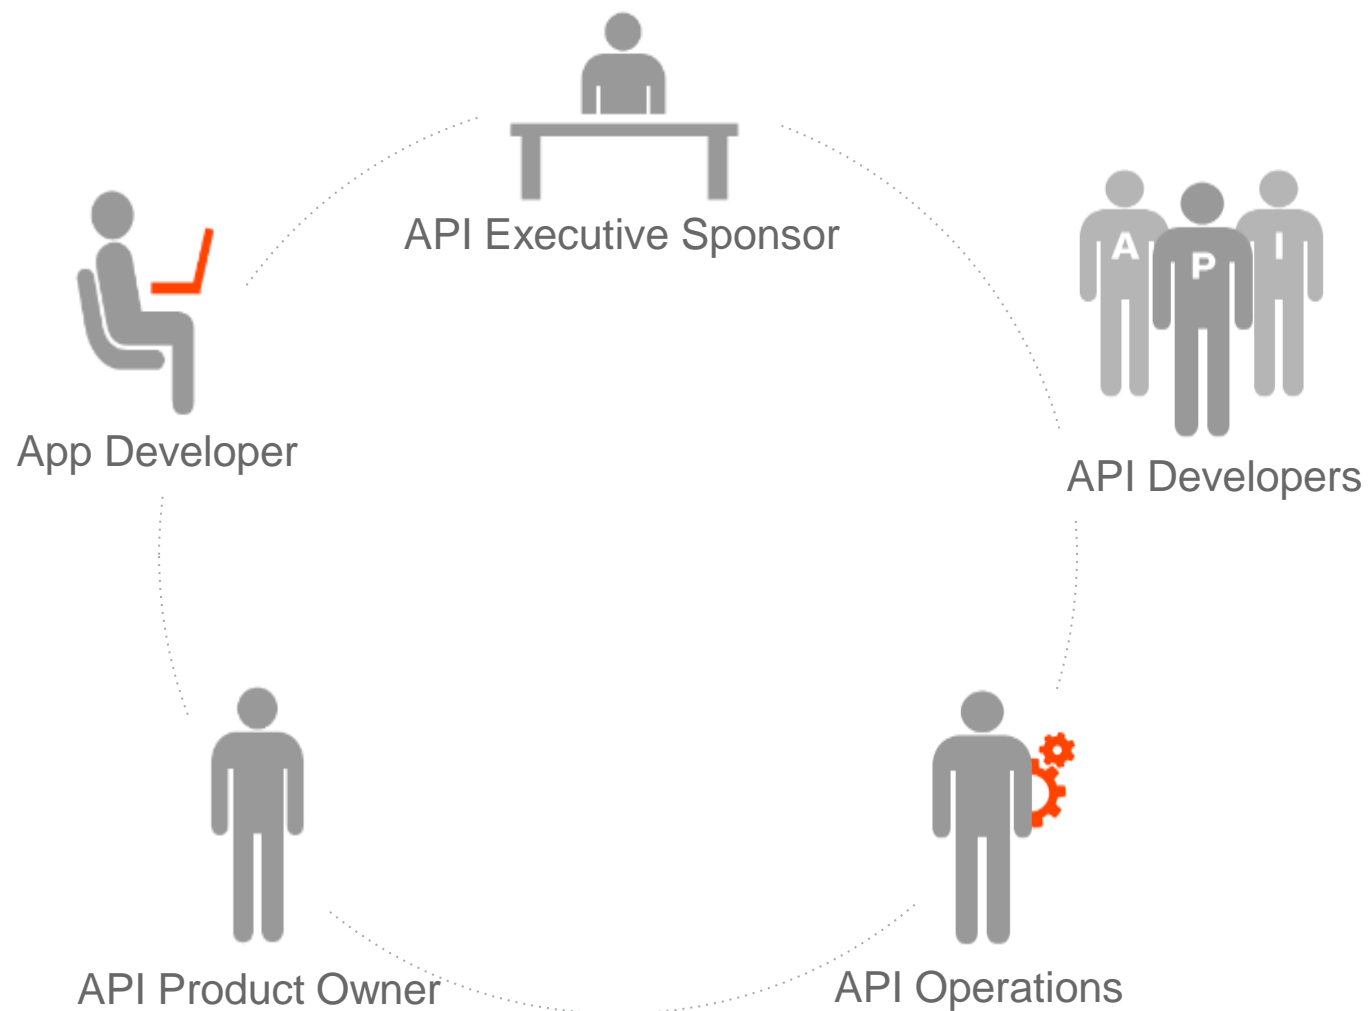 API Executive Sponsor
A P I
App Developer
API Developers
API Product Owner
API Operations